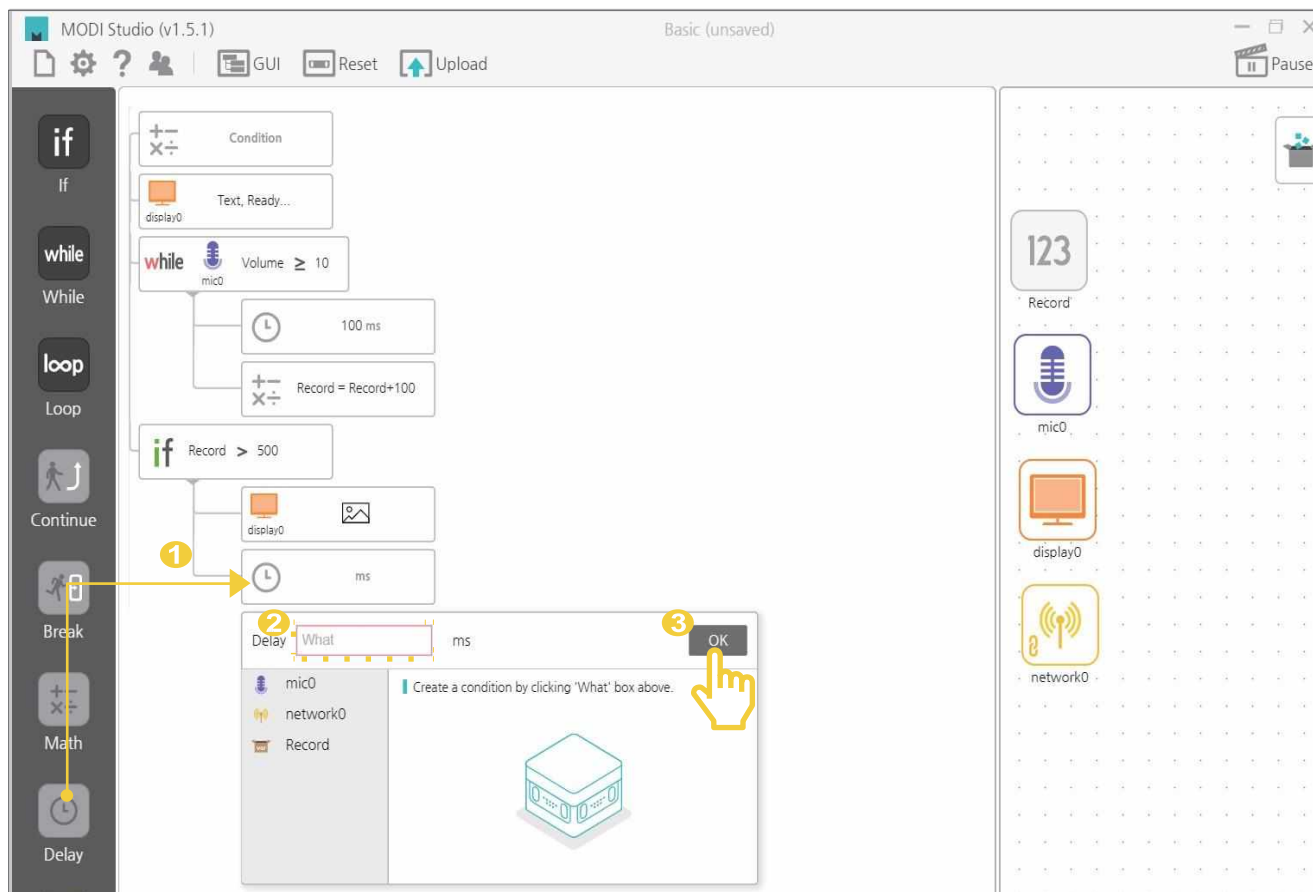 MODI Studio (v1.5.1)
Basic (unsaved)
GUI
Reset
Upload
Pause
if
If
while
While
loop
Loop
Continue
Break
Math
Delay
Condition
display0
Text, Ready...
while
mic0
Volume ≥ 10
100 ms
Record = Record+100
if Record > 500
display0
1
ms
2
3
Delay What ms OK
mic0
network0
Record
Create a condition by clicking 'What' box above.
123
Record
mic0
display0
network0